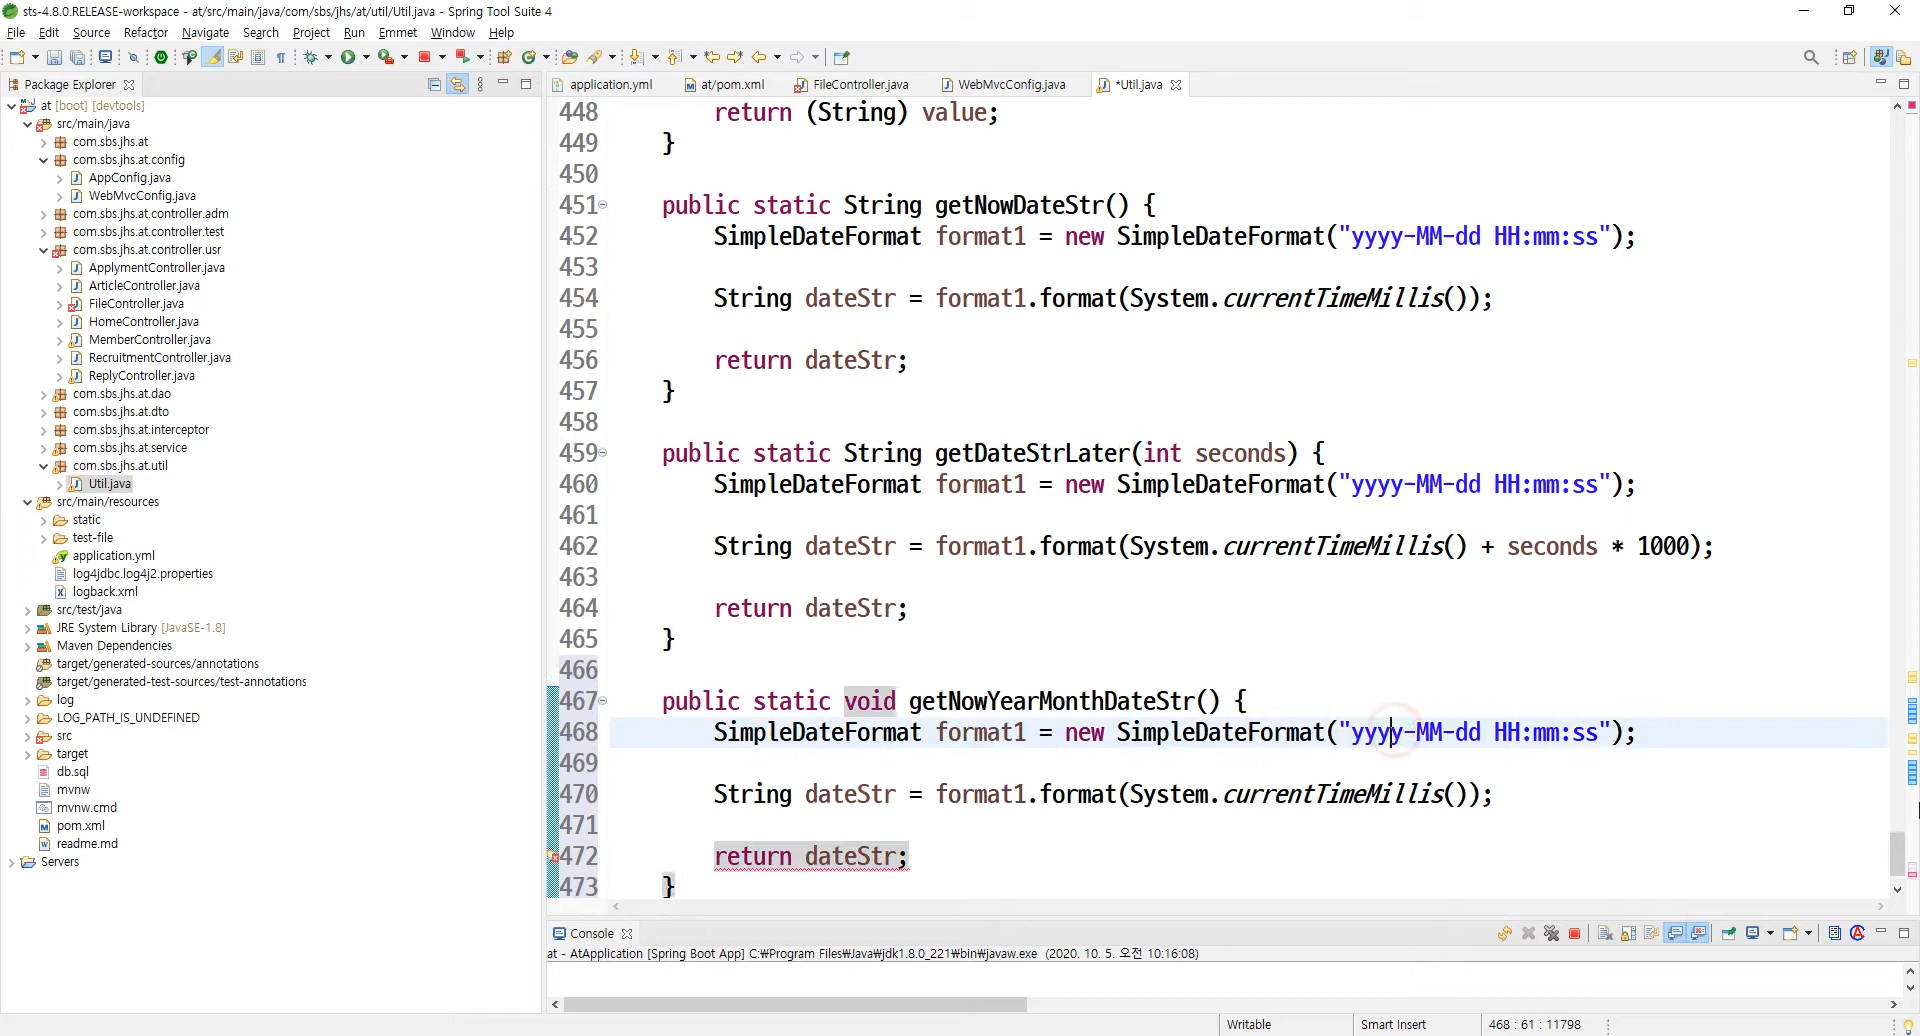 sts-4.8.0.RELEASE-workspace - at/src/main/java/com/sbs/jhs/at/util/Util.java - Spring Tool Suite 4
File Edit Source Refactor Navigate Search Project Run Emmet Window Help
Package Explorer
application.yml at/pom.xml FileController.java WebMvcConfig.java *Util.java
at [boot] [devtools]
src/main/java
com.sbs.jhs.at
com.sbs.jhs.at.config
AppConfig.java
WebMvcConfig.java
com.sbs.jhs.at.controller.adm
com.sbs.jhs.at.controller.test
com.sbs.jhs.at.controller.usr
ApplymentController.java
ArticleController.java
FileController.java
HomeController.java
MemberController.java
RecruitmentController.java
ReplyController.java
com.sbs.jhs.at.dao
com.sbs.jhs.at.dto
com.sbs.jhs.at.interceptor
com.sbs.jhs.at.service
com.sbs.jhs.at.util
Util.java
src/main/resources
static
test-file
application.yml
log4jdbc.log4j2.properties
logback.xml
src/test/java
JRE System Library [JavaSE-1.8]
Maven Dependencies
target/generated-sources/annotations
target/generated-test-sources/test-annotations
log
LOG_PATH_IS_UNDEFINED
src
target
db.sql
mvnw
mvnw.cmd
pom.xml
readme.md
Servers
448 return (String) value;
449 }
450
451 public static String getNowDateStr() {
452 SimpleDateFormat format1 = new SimpleDateFormat("yyyy-MM-dd HH:mm:ss");
453
454 String dateStr = format1.format(System.currentTimeMillis());
455
456 return dateStr;
457 }
458
459 public static String getDateStrLater(int seconds) {
460 SimpleDateFormat format1 = new SimpleDateFormat("yyyy-MM-dd HH:mm:ss");
461
462 String dateStr = format1.format(System.currentTimeMillis() + seconds * 1000);
463
464 return dateStr;
465 }
466
467 public static void getNowYearMonthDateStr() {
468 SimpleDateFormat format1 = new SimpleDateFormat("yyyy-MM-dd HH:mm:ss");
469
470 String dateStr = format1.format(System.currentTimeMillis());
471
472 return dateStr;
473 }
Console
at - AtApplication [Spring Boot App] C:₩Program Files₩Java₩jdk1.8.0_221₩bin₩javaw.exe (2020. 10. 5. 오전 10:16:08)
Writable Smart Insert 468 : 61 : 11798